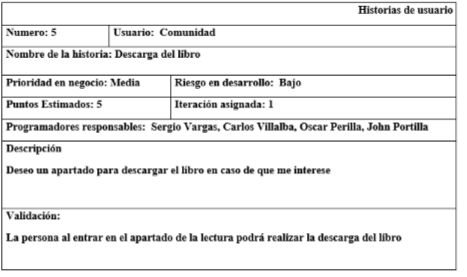 Historias de usuario
Numero: 5 Usuario: Comunidad
Nombre de la historia: Descarga del libro
Prioridad en negocio: Media Riesgo en desarrollo: Bajo
Puntos Estimados: 5 Iteración asignada: 1
Programadores responsables: Sergio Vargas, Carlos Villalba, Oscar Perilla, John Portilla
Descripción
Deseo un apartado para descargar el libro en caso de que me interese
Validación:
La persona al entrar en el apartado de la lectura podrá realizar la descarga del libro